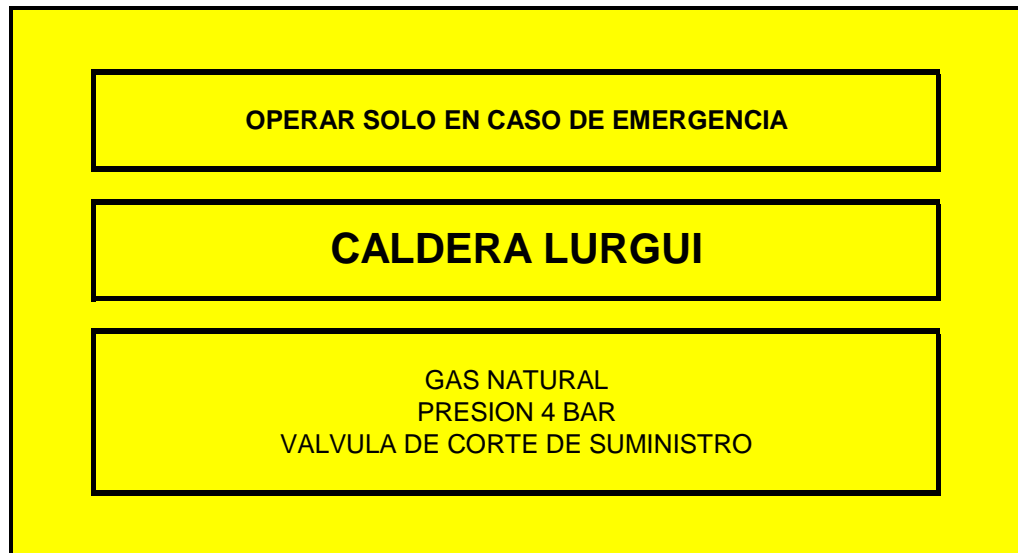 OPERAR SOLO EN CASO DE EMERGENCIA
CALDERA LURGUI
GAS NATURAL
PRESION 4 BAR
VALVULA DE CORTE DE SUMINISTRO